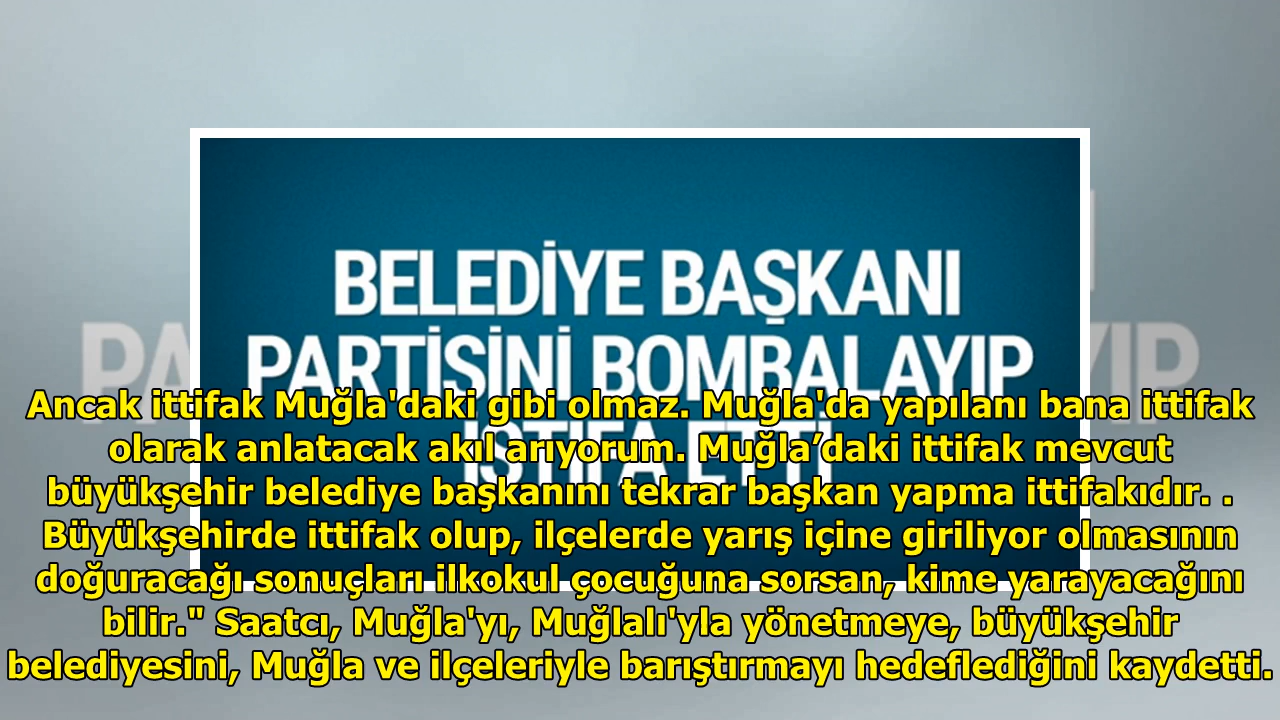 BELEDİYE BAŞKANI
PARTİSİNİ BOMBALAYIP
İSTİFA ETTİ
Ancak ittifak Muğla'daki gibi olmaz. Muğla'da yapılanı bana ittifak
olarak anlatacak akıl arıyorum. Muğla’daki ittifak mevcut
büyükşehir belediye başkanını tekrar başkan yapma ittifakıdır. .
Büyükşehirde ittifak olup, ilçelerde yarış içine giriliyor olmasının
doğuracağı sonuçları ilkokul çocuğuna sorsan, kime yarayacağını
bilir." Saatcı, Muğla'yı, Muğlalı'yla yönetmeye, büyükşehir
belediyesini, Muğla ve ilçeleriyle barıştırmayı hedeflediğini kaydetti.